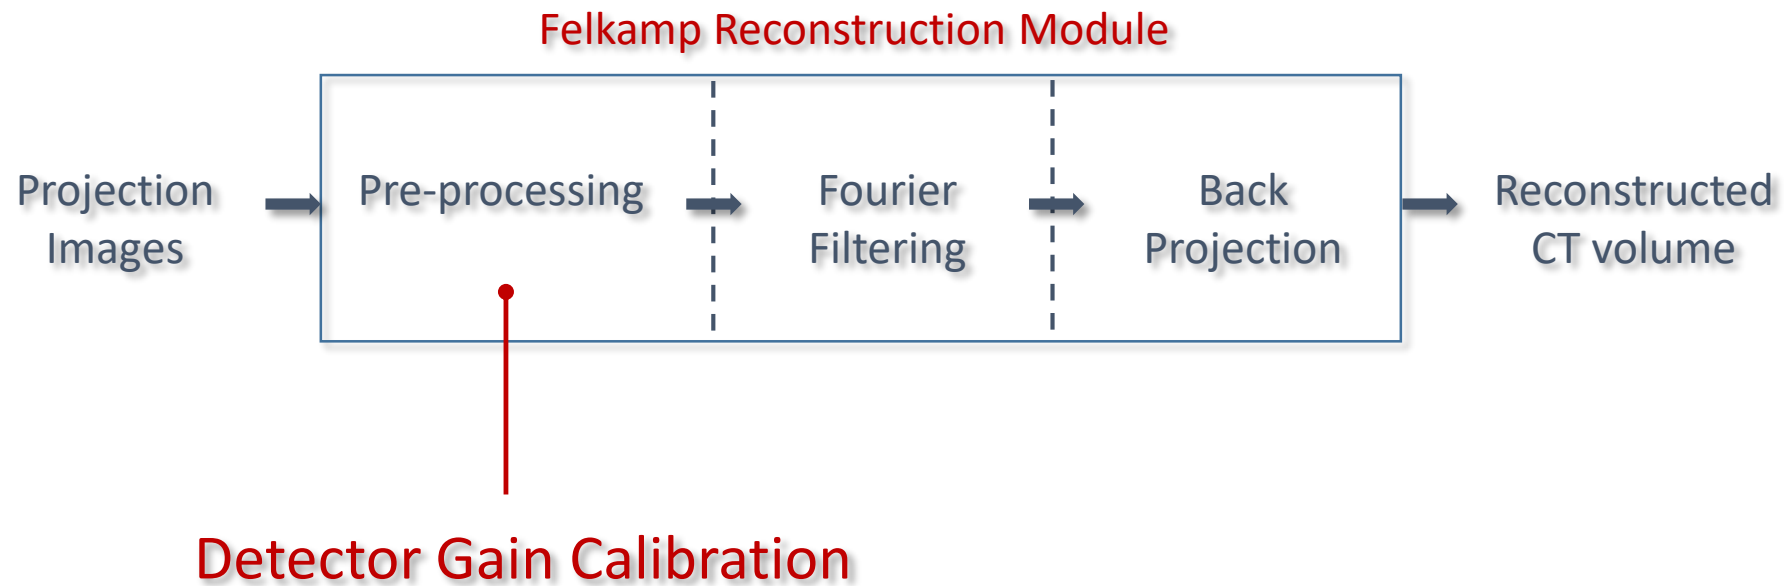 Felkamp Reconstruction Module
Projection
Images
Pre-processing
Fourier
Filtering
Back
Projection
Reconstructed
CT volume
Detector Gain Calibration